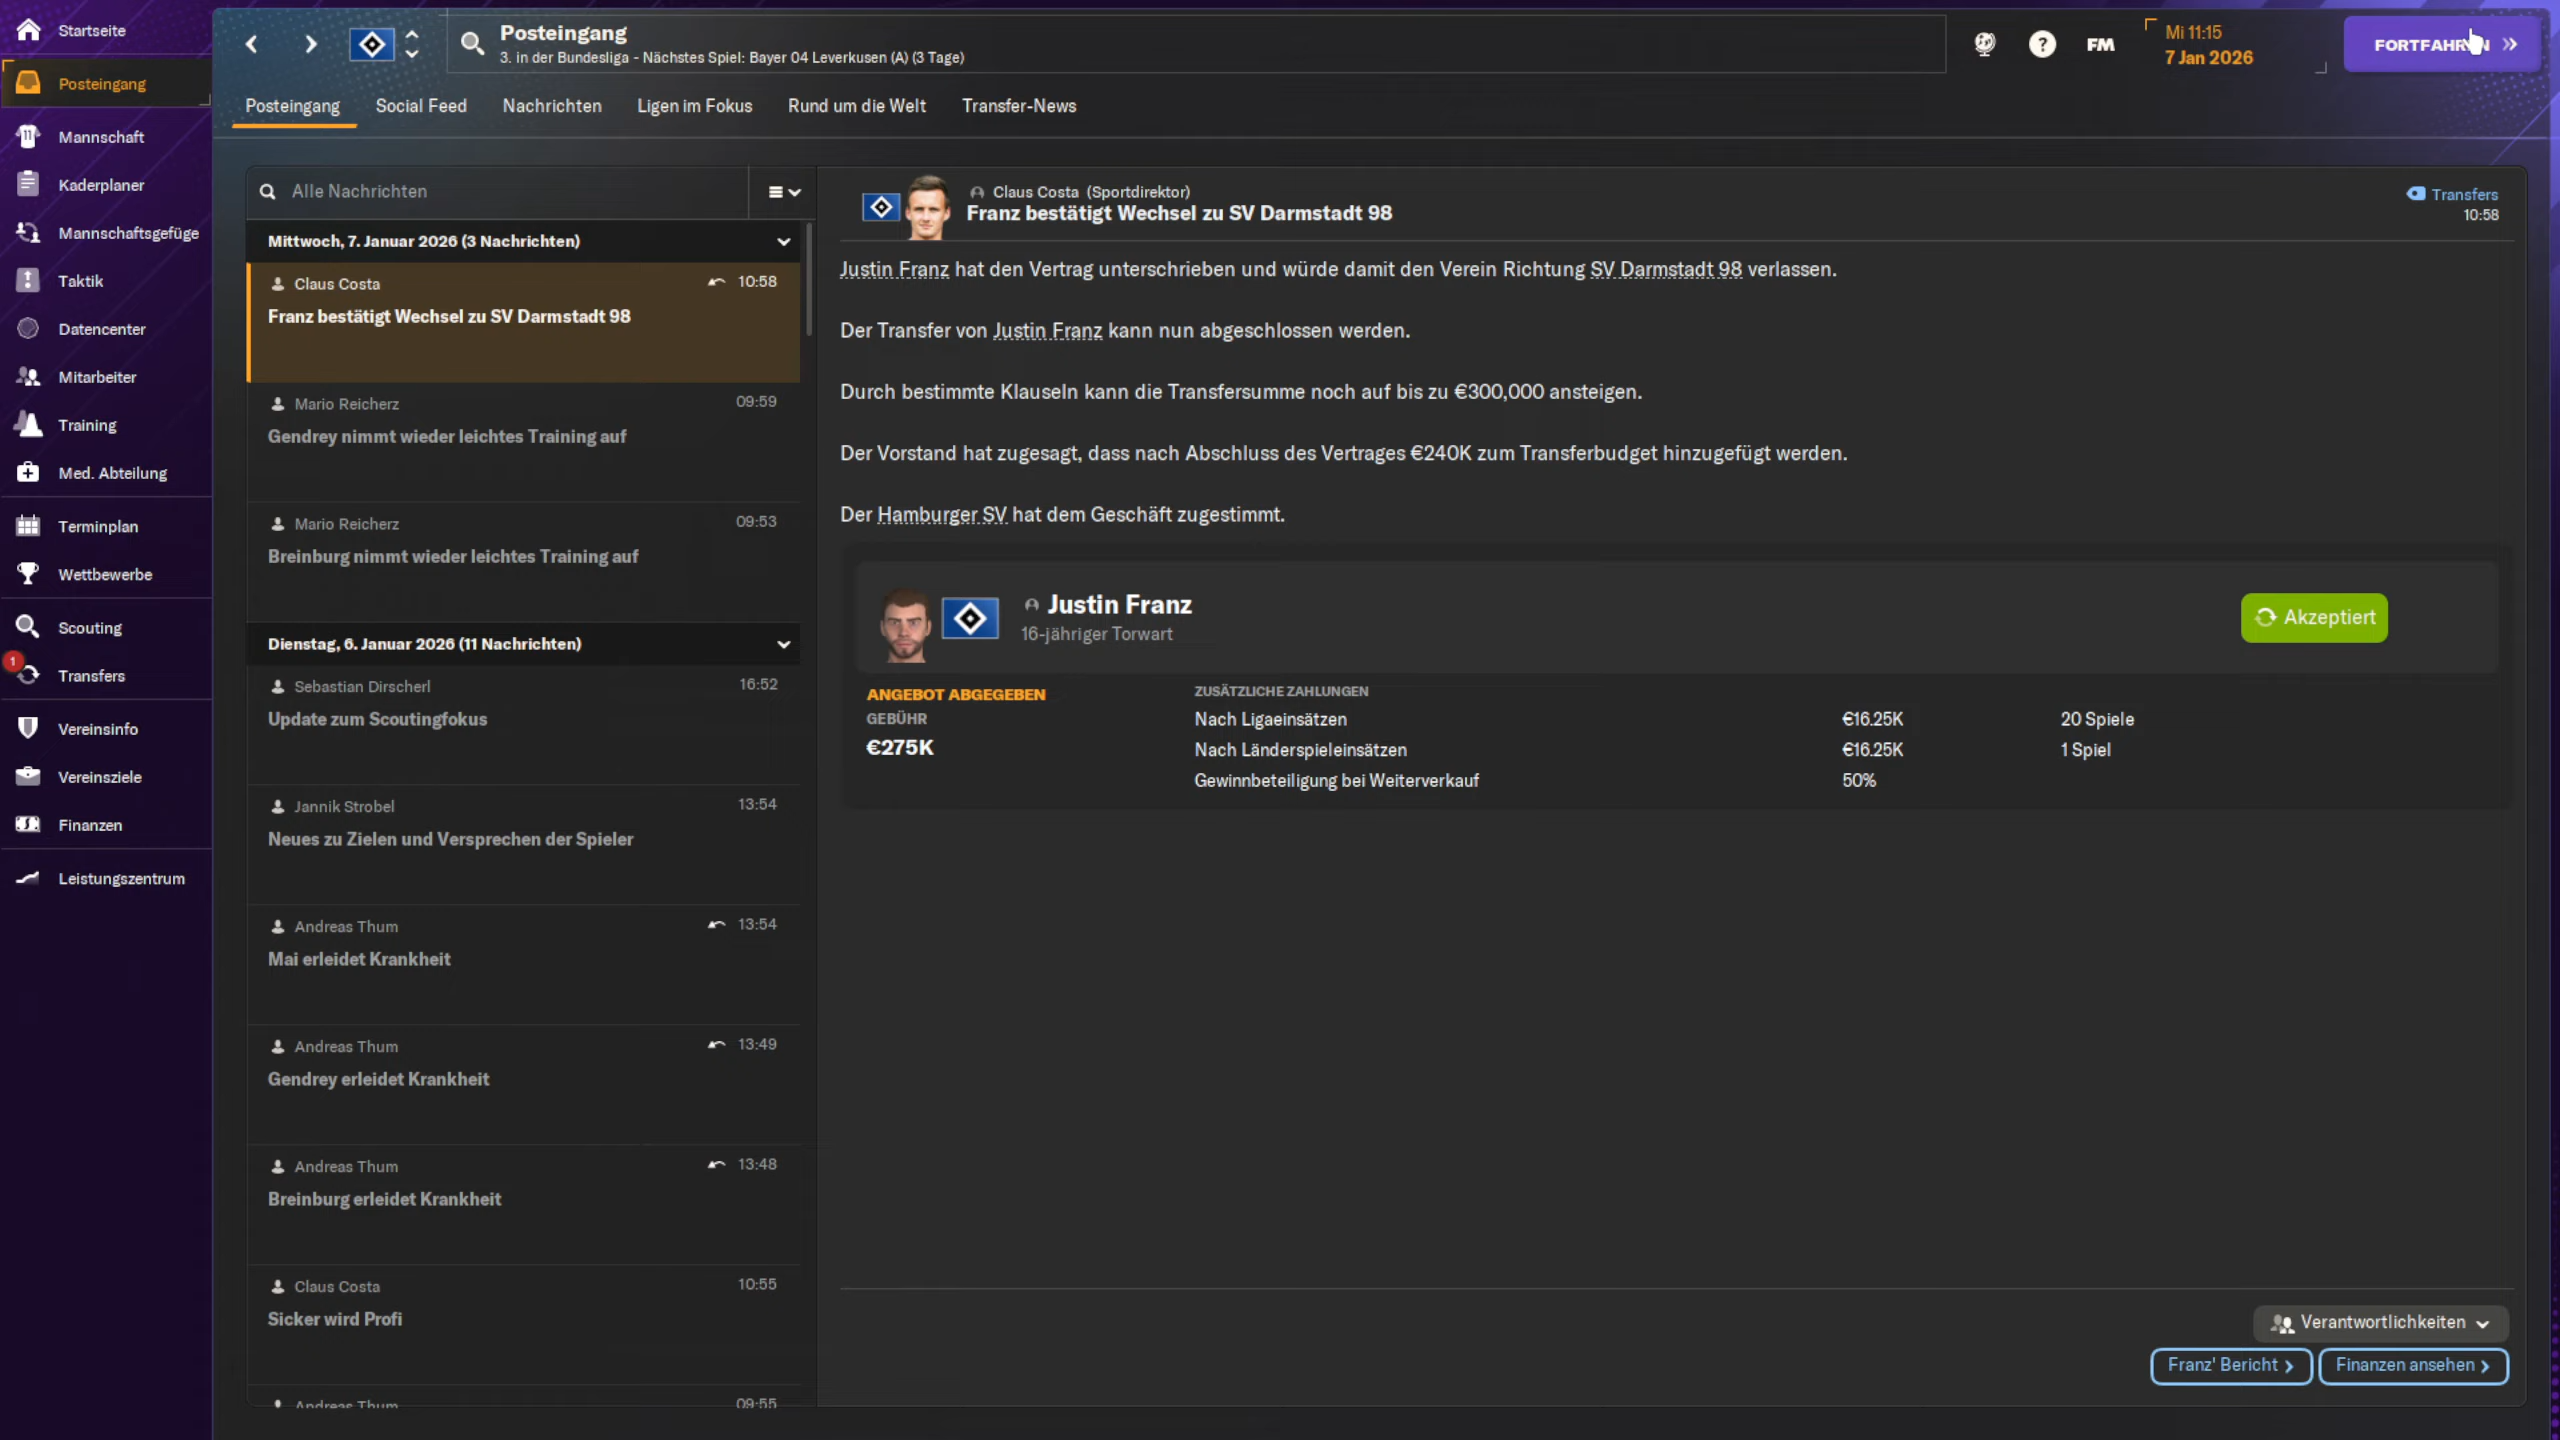 Startseite
Posteingang
Mannschaft
Kaderplaner
Mannschaftsgefüge
Taktik
Datencenter
Mitarbeiter
Training
Med. Abteilung
Terminplan
Wettbewerbe
Scouting
1
Transfers
Vereinsinfo
Vereinsziele
Finanzen
Leistungszentrum
Posteingang
3. in der Bundesliga - Nächstes Spiel: Bayer 04 Leverkusen (A) (3 Tage)
FM
Mi 11:15
7 Jan 2026
Posteingang Social Feed Nachrichten Ligen im Fokus Rund um die Welt Transfer-News
Alle Nachrichten
Mittwoch, 7. Januar 2026 (3 Nachrichten)
Claus Costa 10:58
Franz bestätigt Wechsel zu SV Darmstadt 98
Mario Reicherz 09:59
Gendrey nimmt wieder leichtes Training auf
Mario Reicherz 09:53
Breinburg nimmt wieder leichtes Training auf
Dienstag, 6. Januar 2026 (11 Nachrichten)
Sebastian Dirscherl 16:52
Update zum Scoutingfokus
Jannik Strobel 13:54
Neues zu Zielen und Versprechen der Spieler
Andreas Thum 13:54
Mai erleidet Krankheit
Andreas Thum 13:49
Gendrey erleidet Krankheit
Andreas Thum 13:48
Breinburg erleidet Krankheit
Claus Costa 10:55
Sicker wird Profi
Andreas Thum 09:55
Claus Costa (Sportdirektor)
Franz bestätigt Wechsel zu SV Darmstadt 98
Transfers
10:58
Justin Franz hat den Vertrag unterschrieben und würde damit den Verein Richtung SV Darmstadt 98 verlassen.
Der Transfer von Justin Franz kann nun abgeschlossen werden.
Durch bestimmte Klauseln kann die Transfersumme noch auf bis zu €300,000 ansteigen.
Der Vorstand hat zugesagt, dass nach Abschluss des Vertrages €240K zum Transferbudget hinzugefügt werden.
Der Hamburger SV hat dem Geschäft zugestimmt.
Justin Franz
16-jähriger Torwart
Akzeptiert
ANGEBOT ABGEGEBEN
GEBÜHR
€275K
ZUSÄTZLICHE ZAHLUNGEN
Nach Ligaeinsätzen €16.25K 20 Spiele
Nach Länderspieleinsätzen €16.25K 1 Spiel
Gewinnbeteiligung bei Weiterverkauf 50%
Verantwortlichkeiten
Franz' Bericht
Finanzen ansehen